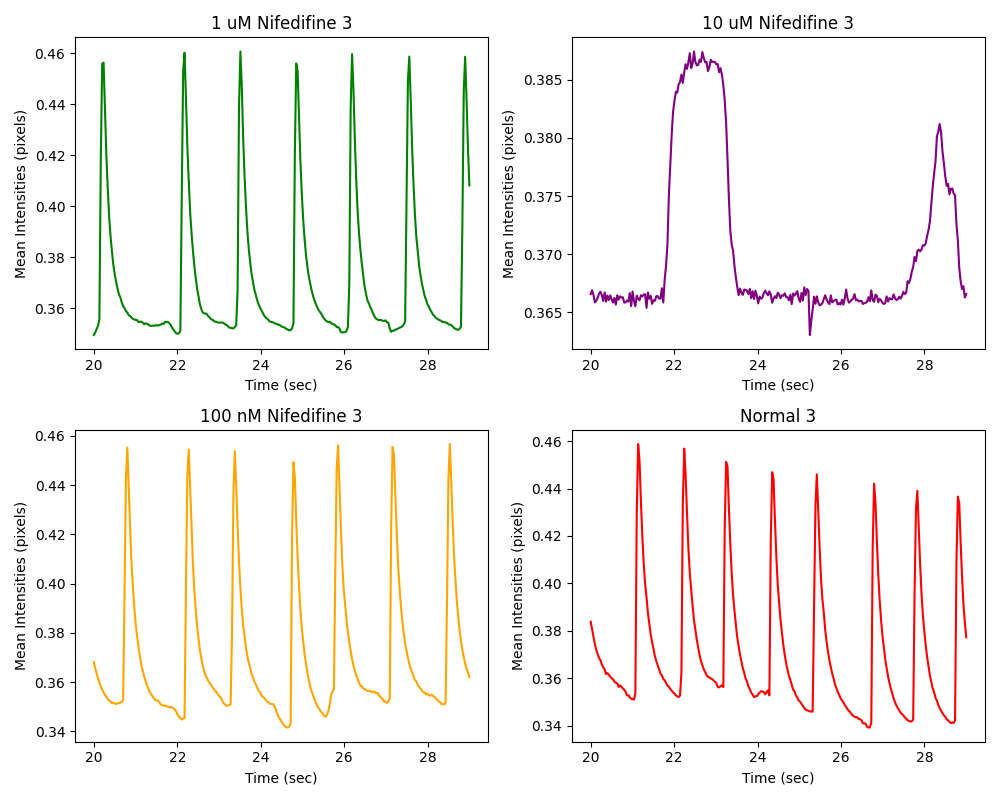 1 uM Nifedifine 3
Mean Intensities (pixels)
0.46
0.44
0.42
0.40
0.38
0.36
20 22 24 26 28
Time (sec)
10 uM Nifedifine 3
Mean Intensities (pixels)
0.385
0.380
0.375
0.370
0.365
20 22 24 26 28
Time (sec)
100 nM Nifedifine 3
Mean Intensities (pixels)
0.46
0.44
0.42
0.40
0.38
0.36
0.34
20 22 24 26 28
Time (sec)
Normal 3
Mean Intensities (pixels)
0.46
0.44
0.42
0.40
0.38
0.36
0.34
20 22 24 26 28
Time (sec)